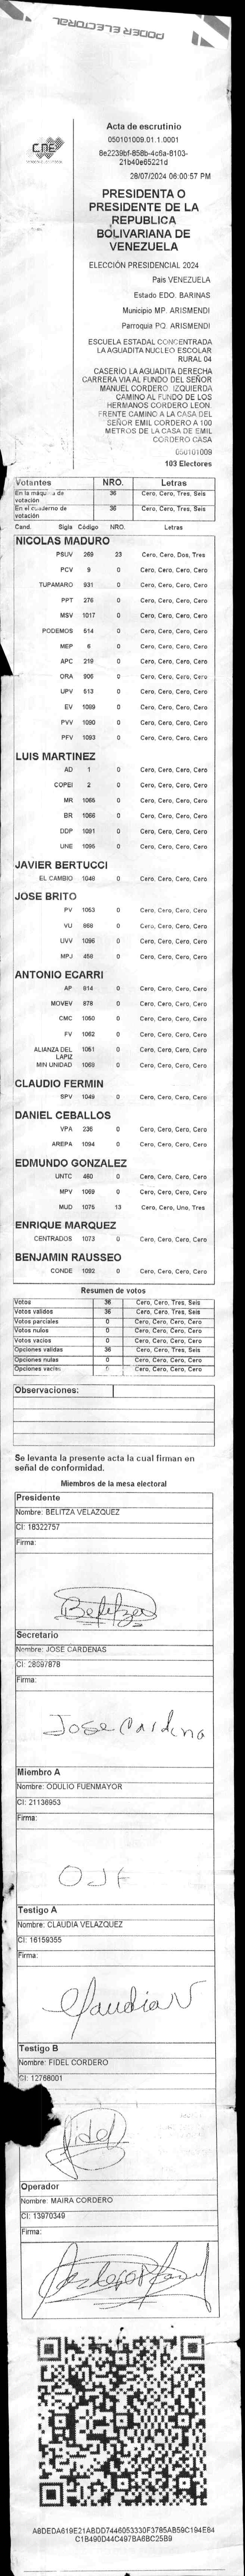 PODER ELECTORAL
CNE
Acta de escrutinio
050101009.01.1.0001
8e2239bf-858b-4c6a-8103-
21b40e65221d
28/07/2024 06:00:57 PM
PRESIDENTA O
PRESIDENTE DE LA
REPUBLICA
BOLIVARIANA DE
VENEZUELA
ELECCIÓN PRESIDENCIAL 2024
Pais VENEZUELA
Estado EDO. BARINAS
Municipio MP. ARISMENDI
Parroquia PQ. ARISMENDI
ESCUELA ESTADAL CONCENTRADA
LA AGUADITA NUCLEO ESCOLAR
RURAL 04
CASERÍO LA AGUADITA DERECHA
CARRERA VIA AL FUNDO DEL SEÑOR
MANUEL CORDERO. IZQUIERDA
CAMINO AL FUNDO DE LOS
HERMANOS CORDERO LEON.
FRENTE CAMINO A LA CASA DEL
SEÑOR EMIL CORDERO A 100
METROS DE LA CASA DE EMIL
CORDERO CASA
050101009
103 Electores
Votantes NRO. Letras
En la máquina de votación 36 Cero, Cero, Tres, Seis
En el cuaderno de votación 36 Cero, Cero, Tres, Seis
Cand. Sigla Código NRO. Letras
NICOLAS MADURO
PSUV 269 23 Cero, Cero, Dos, Tres
PCV 9 0 Cero, Cero, Cero, Cero
TUPAMARO 931 0 Cero, Cero, Cero, Cero
PPT 276 0 Cero, Cero, Cero, Cero
MSV 1017 0 Cero, Cero, Cero, Cero
PODEMOS 514 0 Cero, Cero, Cero, Cero
MEP 6 0 Cero, Cero, Cero, Cero
APC 219 0 Cero, Cero, Cero, Cero
ORA 906 0 Cero, Cero, Cero, Cero
UPV 513 0 Cero, Cero, Cero, Cero
EV 1089 0 Cero, Cero, Cero, Cero
PVV 1090 0 Cero, Cero, Cero, Cero
PFV 1093 0 Cero, Cero, Cero, Cero
LUIS MARTINEZ
AD 1 0 Cero, Cero, Cero, Cero
COPEI 2 0 Cero, Cero, Cero, Cero
MR 1065 0 Cero, Cero, Cero, Cero
BR 1066 0 Cero, Cero, Cero, Cero
DDP 1091 0 Cero, Cero, Cero, Cero
UNE 1095 0 Cero, Cero, Cero, Cero
JAVIER BERTUCCI
EL CAMBIO 1048 0 Cero, Cero, Cero, Cero
JOSE BRITO
PV 1053 0 Cero, Cero, Cero, Cero
VU 868 0 Cero, Cero, Cero, Cero
UVV 1096 0 Cero, Cero, Cero, Cero
MPJ 458 0 Cero, Cero, Cero, Cero
ANTONIO ECARRI
AP 814 0 Cero, Cero, Cero, Cero
MOVEV 878 0 Cero, Cero, Cero, Cero
CMC 1050 0 Cero, Cero, Cero, Cero
FV 1062 0 Cero, Cero, Cero, Cero
ALIANZA DEL LAPIZ 1051 0 Cero, Cero, Cero, Cero
MIN UNIDAD 1068 0 Cero, Cero, Cero, Cero
CLAUDIO FERMIN
SPV 1049 0 Cero, Cero, Cero, Cero
DANIEL CEBALLOS
VPA 236 0 Cero, Cero, Cero, Cero
AREPA 1094 0 Cero, Cero, Cero, Cero
EDMUNDO GONZALEZ
UNTC 460 0 Cero, Cero, Cero, Cero
MPV 1069 0 Cero, Cero, Cero, Cero
MUD 1075 13 Cero, Cero, Uno, Tres
ENRIQUE MARQUEZ
CENTRADOS 1073 0 Cero, Cero, Cero, Cero
BENJAMIN RAUSSEO
CONDE 1092 0 Cero, Cero, Cero, Cero
Resumen de votos
Votos 36 Cero, Cero, Tres, Seis
Votos validos 36 Cero, Cero, Tres, Seis
Votos parciales 0 Cero, Cero, Cero, Cero
Votos nulos 0 Cero, Cero, Cero, Cero
Votos vacios 0 Cero, Cero, Cero, Cero
Opciones validas 36 Cero, Cero, Tres, Seis
Opciones nulas 0 Cero, Cero, Cero, Cero
Opciones vacias Cero, Cero, Cero, Cero
Observaciones:
Se levanta la presente acta la cual firman en
señal de conformidad.
Miembros de la mesa electoral
Presidente
Nombre: BELITZA VELAZQUEZ
CI: 18322757
Firma:
Belitza
Secretario
Nombre: JOSE CARDENAS
CI: 28697878
Firma:
Jose Cardena
Miembro A
Nombre: ODULIO FUENMAYOR
CI: 21136953
Firma:
OJF
Testigo A
Nombre: CLAUDIA VELAZQUEZ
CI: 16159355
Firma:
Claudia V
Testigo B
Nombre: FIDEL CORDERO
CI: 12768001
Fidel
Operador
Nombre: MAIRA CORDERO
CI: 13970349
Firma:
A8DEDA619E21ABDD7446053330F3785AB59C194E84
C1B490D44C497BA6BC25B9